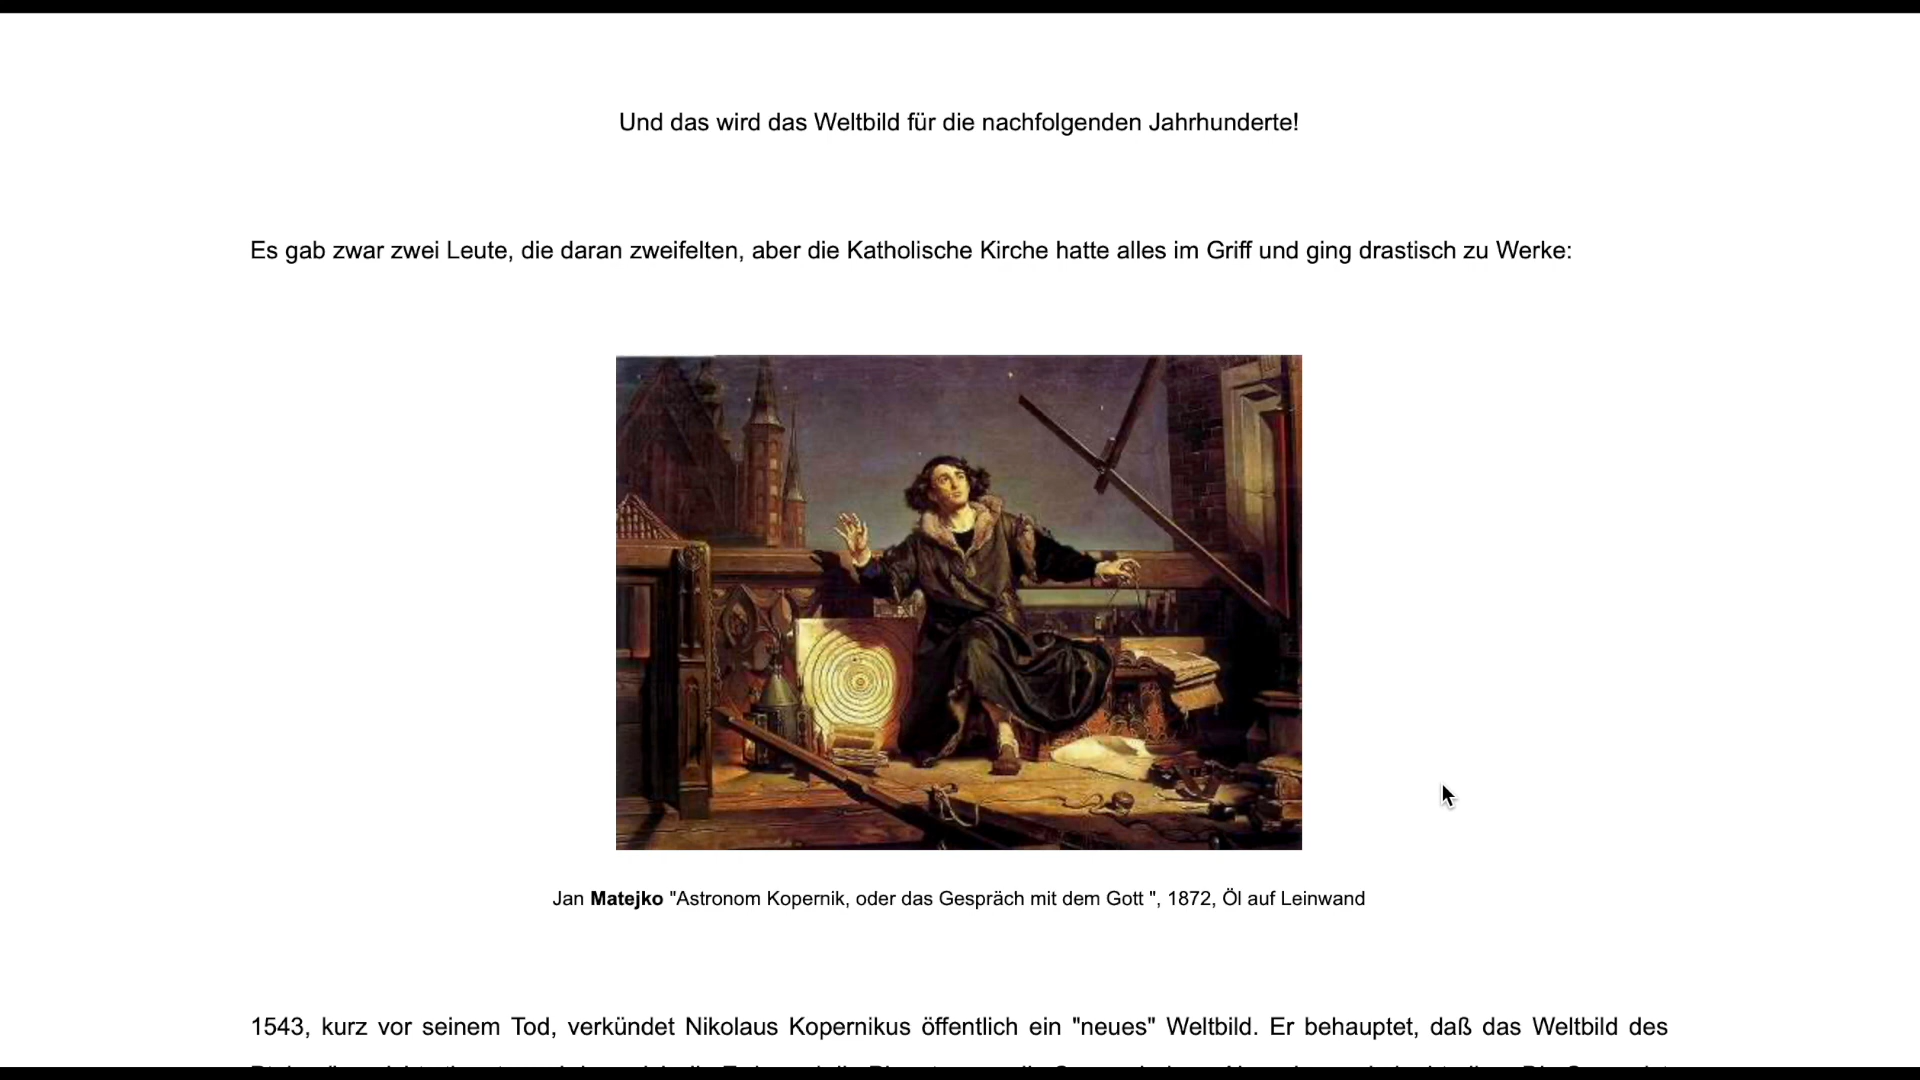 Und das wird das Weltbild für die nachfolgenden Jahrhunderte!
Es gab zwar zwei Leute, die daran zweifelten, aber die Katholische Kirche hatte alles im Griff und ging drastisch zu Werke:
Jan Matejko "Astronom Kopernik, oder das Gespräch mit dem Gott ", 1872, Öl auf Leinwand
1543, kurz vor seinem Tod, verkündet Nikolaus Kopernikus öffentlich ein "neues" Weltbild. Er behauptet, daß das Weltbild des